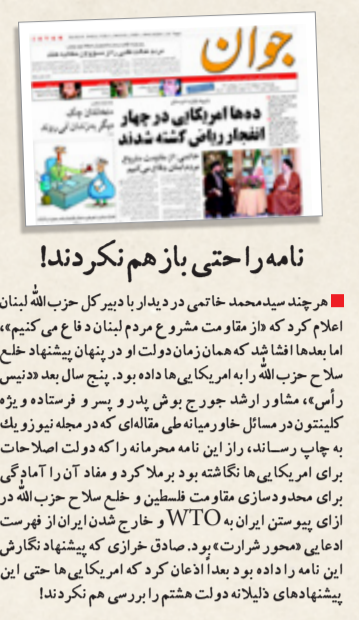 جوان
ده‌ها امریکایی در چهار
انفجار ریاض کشته شدند
نامه را حتی باز هم نکردند!
هر چند سیدمحمد خاتمی در دیدار با دبیر کل حزب‌الله لبنان
اعلام کرد که «از مقاومت مشروع مردم لبنان دفاع می کنیم»،
اما بعدها افشا شد که همان زمان دولت او در پنهان پیشنهاد خلع
سلاح حزب الله را به امریکایی‌ها داده بود. پنج سال بعد «دنیس
رأس»، مشاور ارشد جورج بوش پدر و پسر و فرستاده ویژه
کلینتون در مسائل خاورمیانه طی مقاله‌ای که در مجله نیوزویک
به چاپ رساند، راز این نامه محرمانه را که دولت اصلاحات
برای امریکایی‌ها نگاشته بود برملا کرد و مفاد آن را آمادگی
برای محدودسازی مقاومت فلسطین و خلع سلاح حزب‌الله در
ازای پیوستن ایران به WTO و خارج شدن ایران از فهرست
ادعایی «محور شرارت» بود. صادق خرازی که پیشنهاد نگارش
این نامه را داده بود بعداً اذعان کرد که امریکایی‌ها حتی این
پیشنهادهای ذلیلانه دولت هشتم را بررسی هم نکردند!